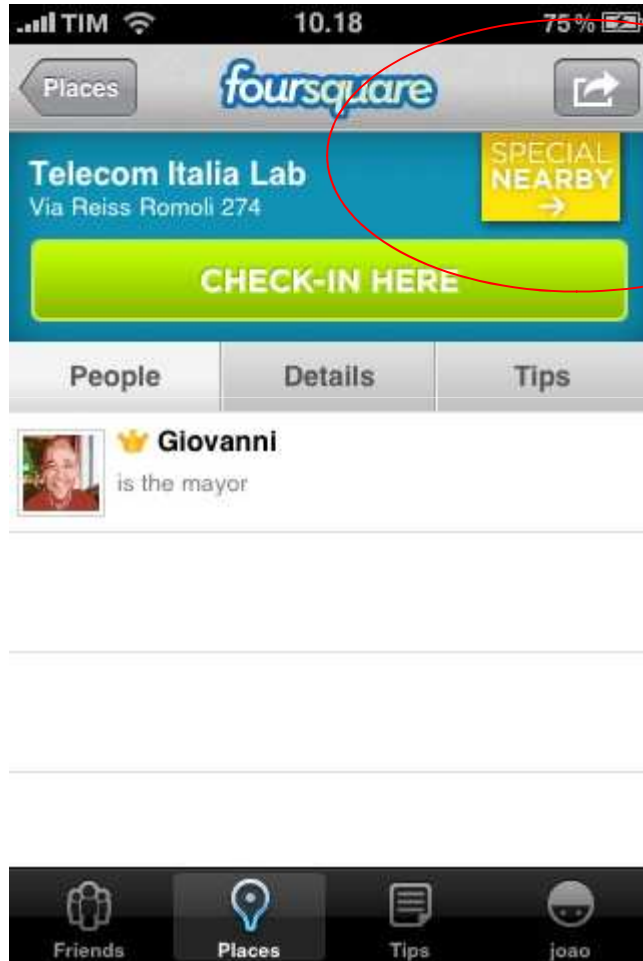 TIM 10.18 75%
Places foursquare
SPECIAL
NEARBY
Telecom Italia Lab
Via Reiss Romoli 274
CHECK-IN HERE
People Details Tips
Giovanni
is the mayor
Friends Places Tips joao